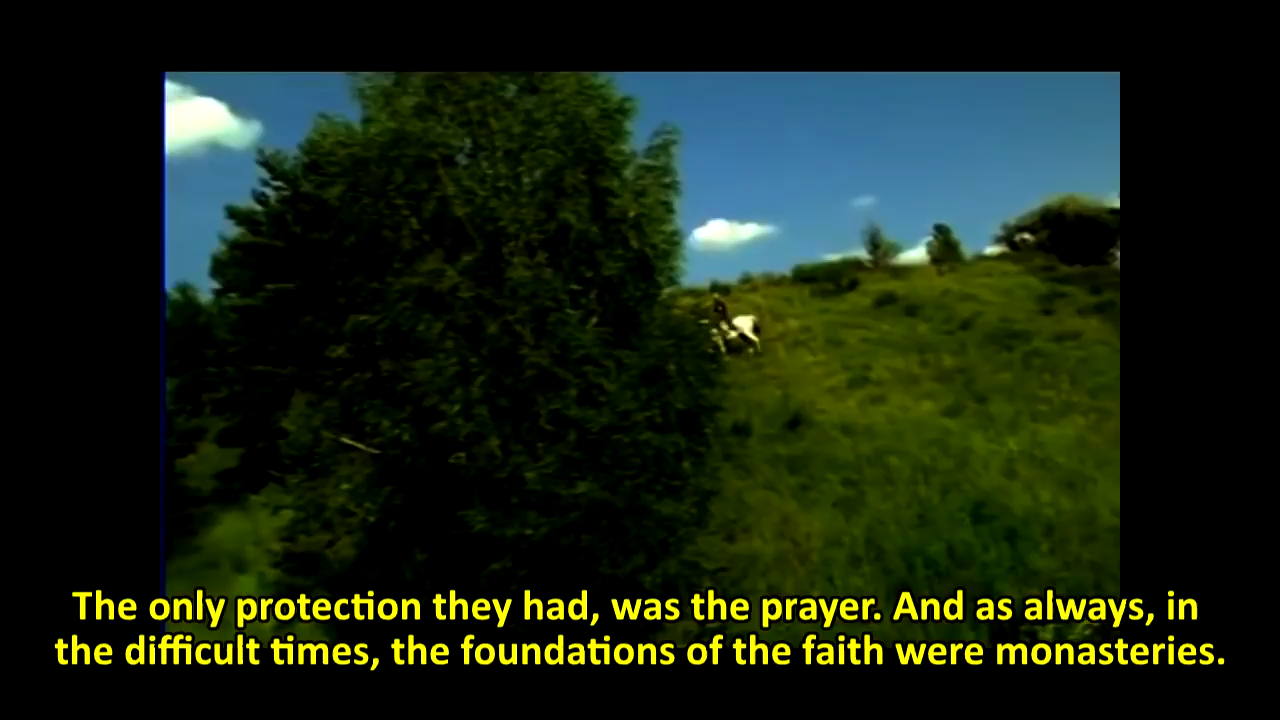 The only protection they had, was the prayer. And as always, in
the difficult times, the foundations of the faith were monasteries.